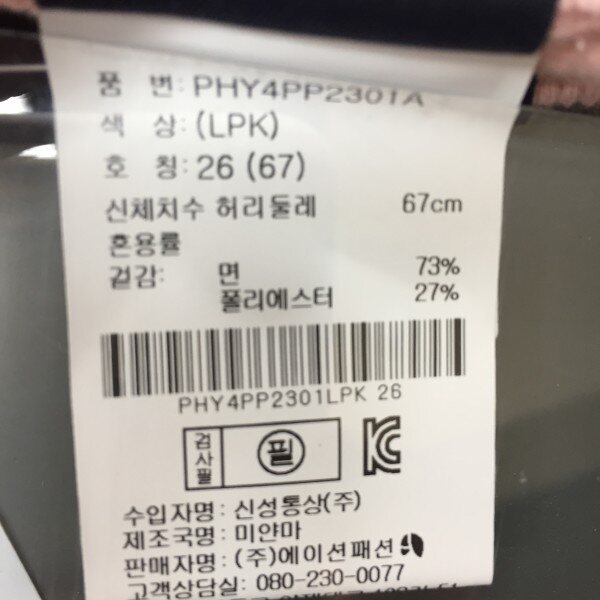 품 번: PHY4PP2301A
색 상: (LPK)
호 칭: 26 (67)
신체치수 허리둘레 67cm
혼용률
겉감: 면 73%
폴리에스터 27%
PHY4PP2301LPK 26
검사필 필
수입자명: 신성통상(주)
제조국명: 미얀마
판매자명: (주)에이션패션
고객상담실: 080-230-0077